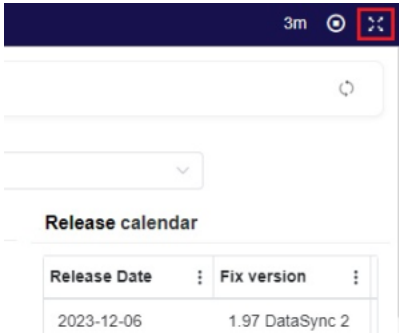 3m
Release calendar
Release Date Fix version
2023-12-06 1.97 DataSync 2